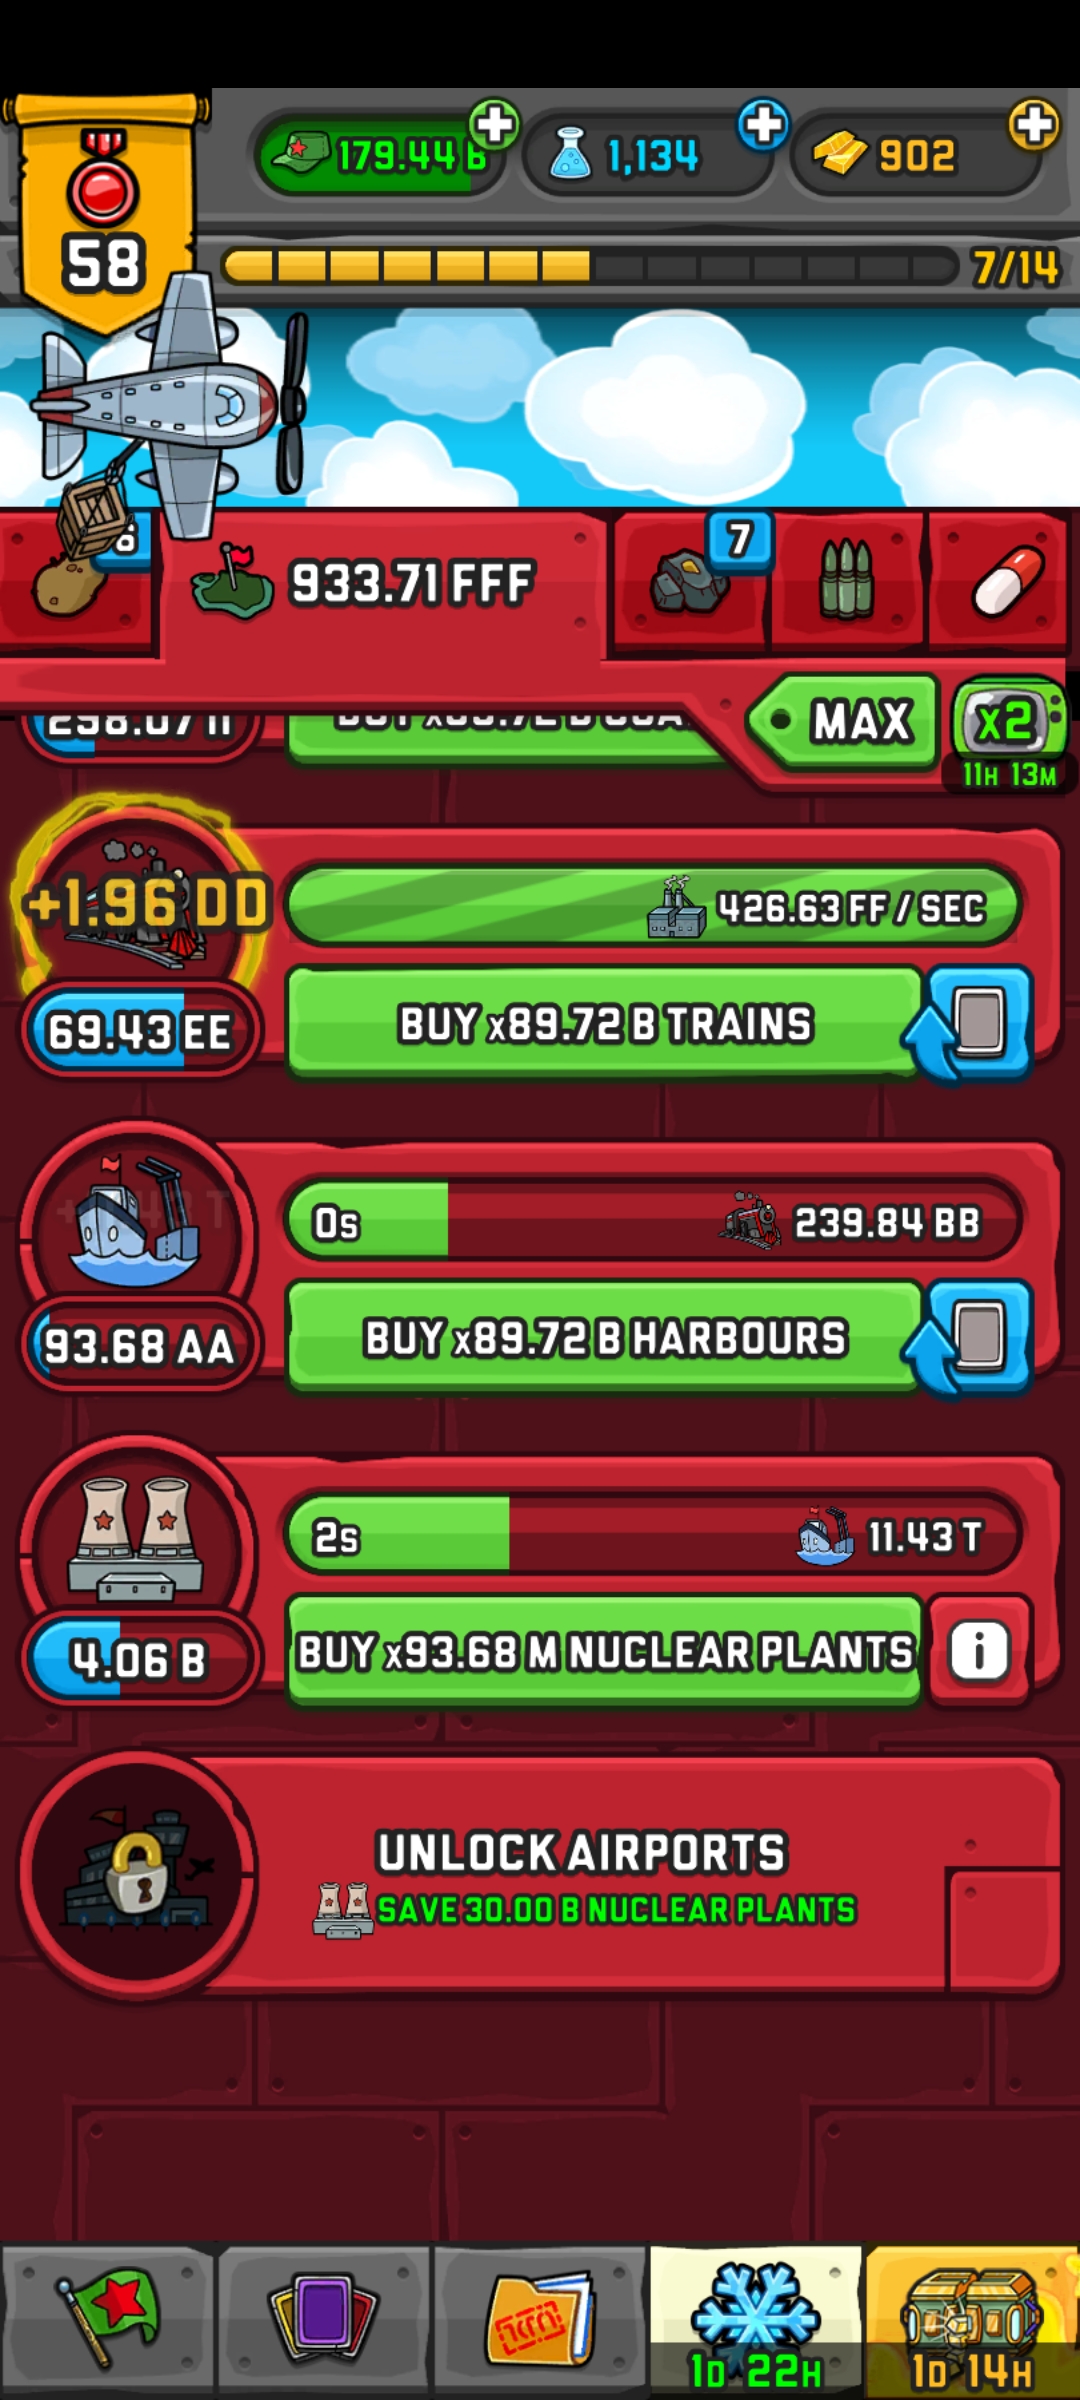 58
179.44 B
1,134
902
7/14
6
933.71 FFF
7
MAX
x2
11H 13M
+1.96 DD
426.63 FF / SEC
69.43 EE
BUY x89.72 B TRAINS
0s
239.84 BB
93.68 AA
BUY x89.72 B HARBOURS
2s
11.43 T
4.06 B
BUY x93.68 M NUCLEAR PLANTS
i
UNLOCK AIRPORTS
SAVE 30.00 B NUCLEAR PLANTS
1D 22H
1D 14H